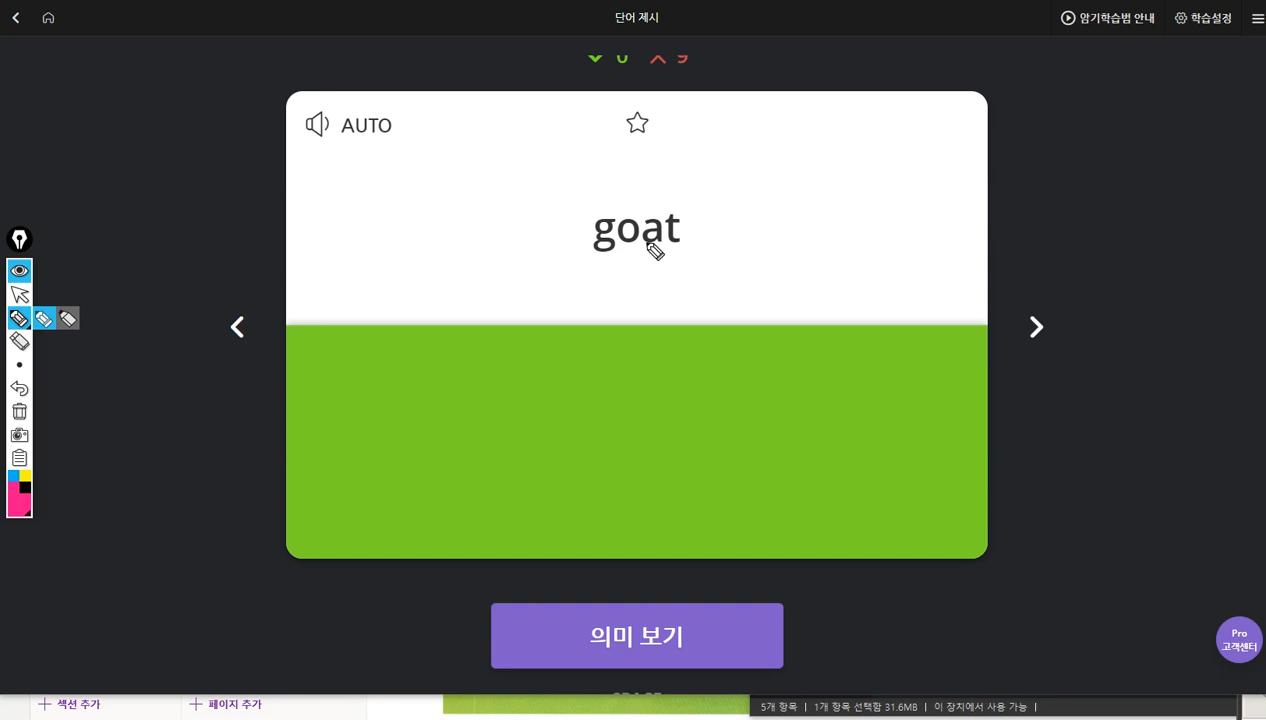 단어 제시
암기학습법 안내
학습설정
AUTO
goat
의미 보기
Pro
고객센터
섹션 추가
페이지 추가
5개 항목 | 1개 항목 선택함 31.6MB | 이 장치에서 사용 가능 |